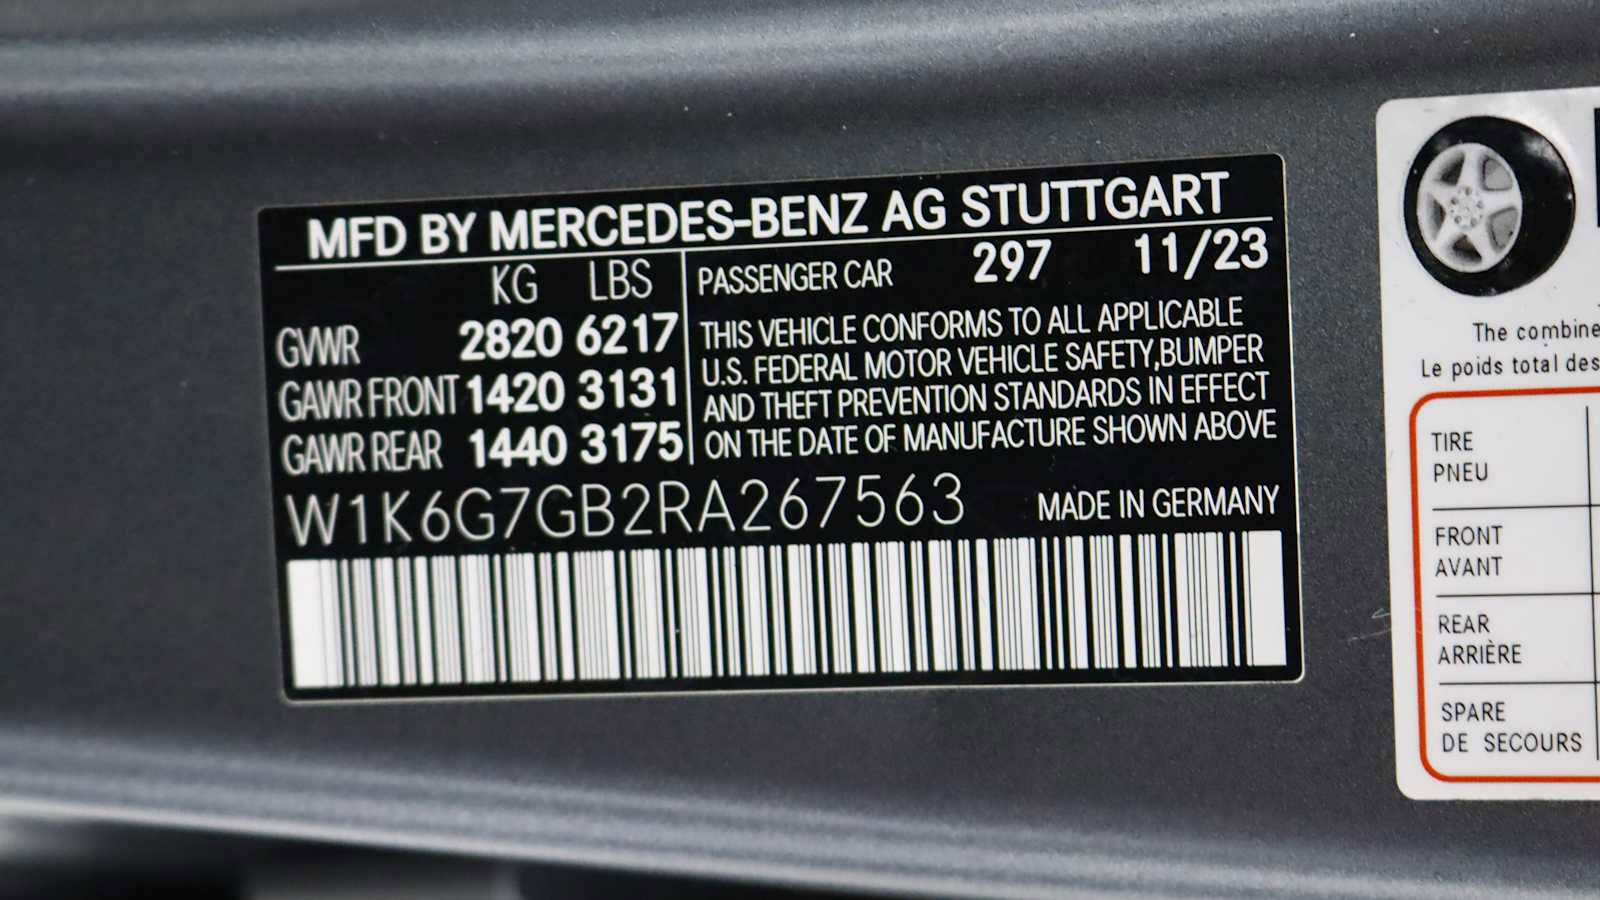 MFD BY MERCEDES-BENZ AG STUTTGART
KG LBS
GVWR 2820 6217
GAWR FRONT 1420 3131
GAWR REAR 1440 3175
PASSENGER CAR 297 11/23
THIS VEHICLE CONFORMS TO ALL APPLICABLE
U.S. FEDERAL MOTOR VEHICLE SAFETY,BUMPER
AND THEFT PREVENTION STANDARDS IN EFFECT
ON THE DATE OF MANUFACTURE SHOWN ABOVE
W1K6G7GB2RA267563 MADE IN GERMANY
The combine
Le poids total des
TIRE
PNEU
FRONT
AVANT
REAR
ARRIÈRE
SPARE
DE SECOURS